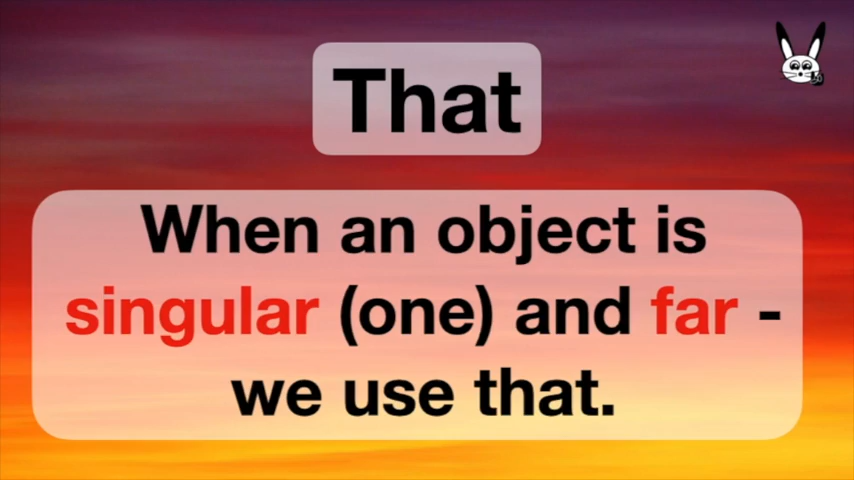 That
When an object is
singular (one) and far -
we use that.